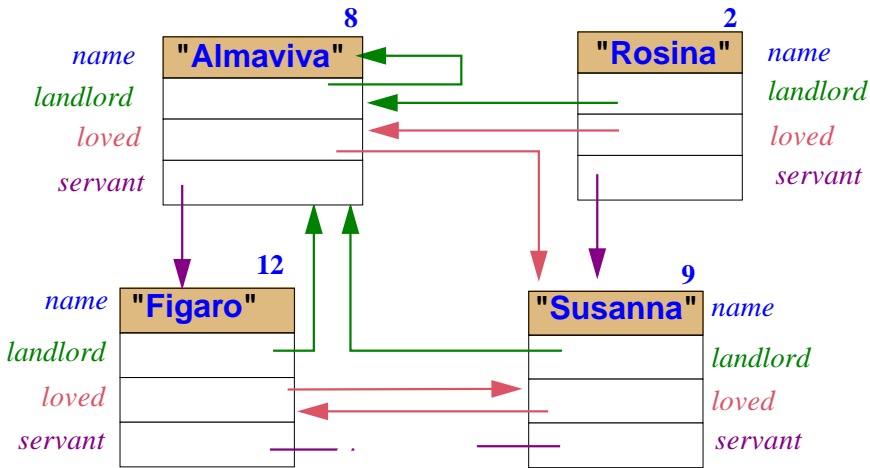 8
name "Almaviva"
landlord
loved
servant
2
"Rosina" name
landlord
loved
servant
12
name "Figaro"
landlord
loved
servant
9
"Susanna" name
landlord
loved
servant